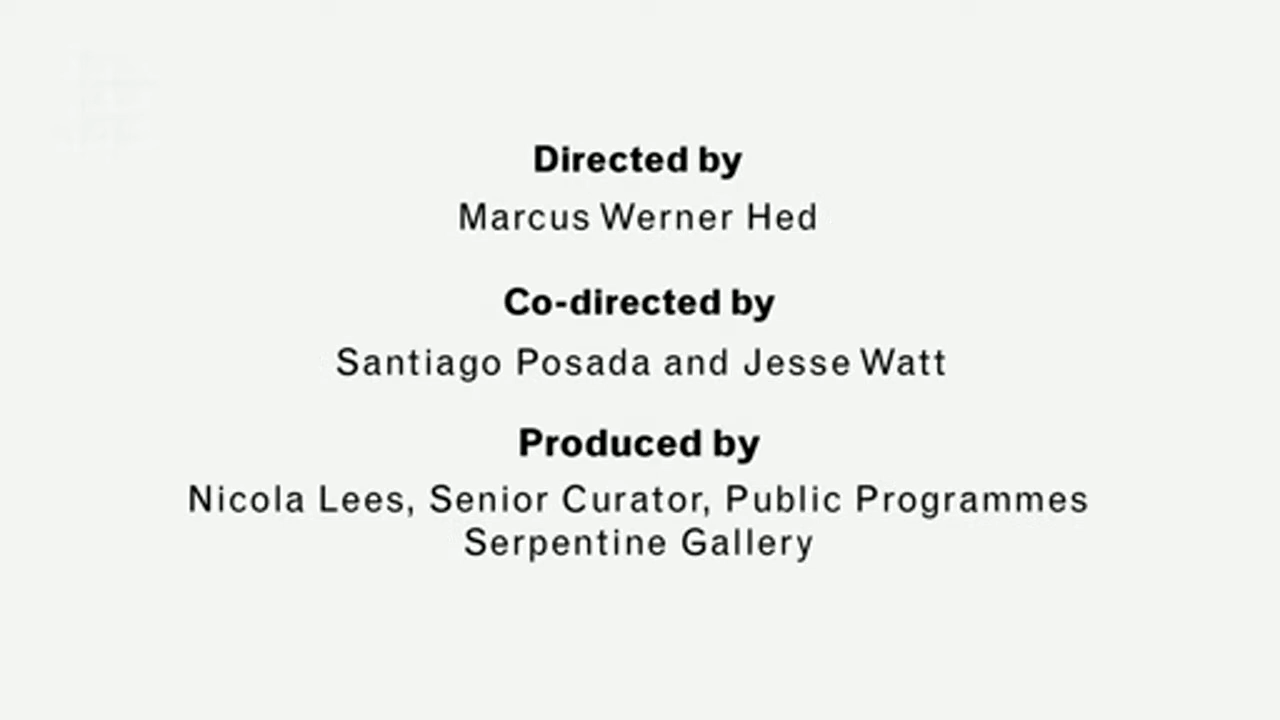 Directed by
Marcus Werner Hed
Co-directed by
Santiago Posada and Jesse Watt
Produced by
Nicola Lees, Senior Curator, Public Programmes
Serpentine Gallery